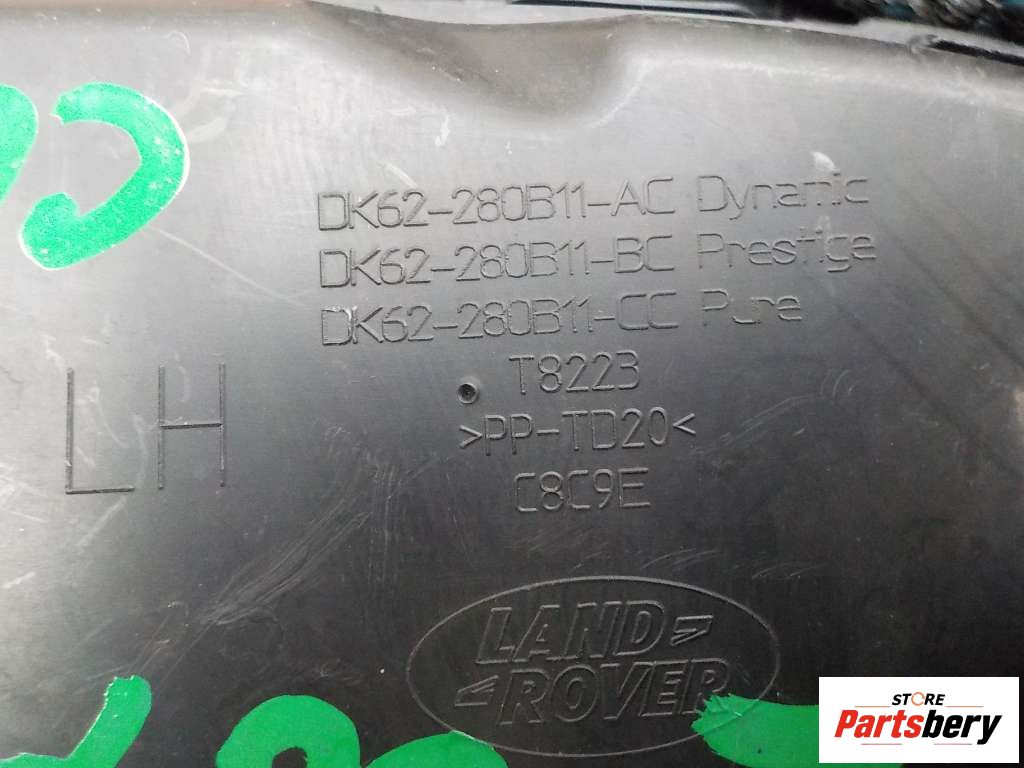 DK62-280B11-AC Dynamic
DK62-280B11-BC Prestige
DK62-280B11-CC Pure
LH
T8223
>PP-TD20<
C8C9E
LAND
ROVER
STORE
Partsbery